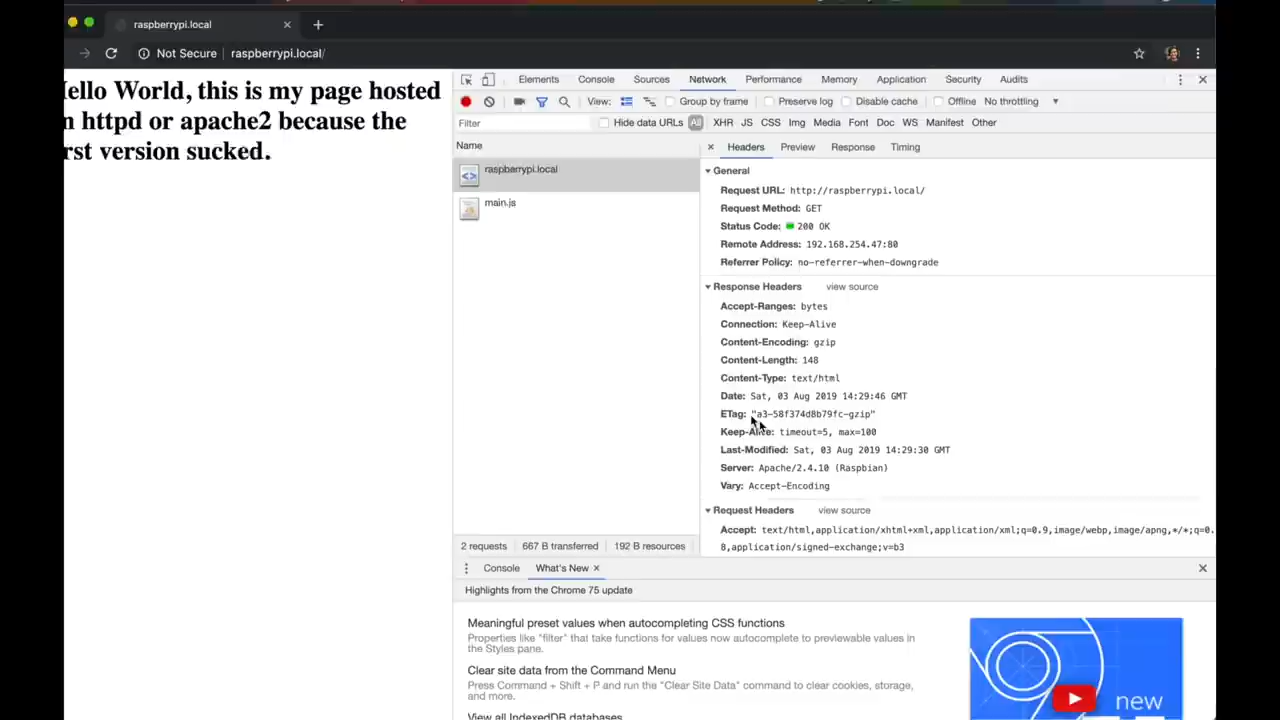 raspberrypi.local
Not Secure raspberrypi.local/
ello World, this is my page hosted
n httpd or apache2 because the
rst version sucked.
Elements Console Sources Network Performance Memory Application Security Audits
View: Group by frame Preserve log Disable cache Offline No throttling
Filter Hide data URLs All XHR JS CSS Img Media Font Doc WS Manifest Other
Name
raspberrypi.local
main.js
2 requests 667 B transferred 192 B resources
Headers Preview Response Timing
General
Request URL: http://raspberrypi.local/
Request Method: GET
Status Code: 200 OK
Remote Address: 192.168.254.47:80
Referrer Policy: no-referrer-when-downgrade
Response Headers view source
Accept-Ranges: bytes
Connection: Keep-Alive
Content-Encoding: gzip
Content-Length: 148
Content-Type: text/html
Date: Sat, 03 Aug 2019 14:29:46 GMT
ETag: "a3-58f374d8b79fc-gzip"
Keep-Alive: timeout=5, max=100
Last-Modified: Sat, 03 Aug 2019 14:29:30 GMT
Server: Apache/2.4.10 (Raspbian)
Vary: Accept-Encoding
Request Headers view source
Accept: text/html,application/xhtml+xml,application/xml;q=0.9,image/webp,image/apng,*/*;q=0.
8,application/signed-exchange;v=b3
Console What's New
Highlights from the Chrome 75 update
Meaningful preset values when autocompleting CSS functions
Properties like "filter" that take functions for values now autocomplete to previewable values in
the Styles pane.
Clear site data from the Command Menu
Press Command + Shift + P and run the "Clear Site Data" command to clear cookies, storage,
and more.
View all IndexedDB databases
new